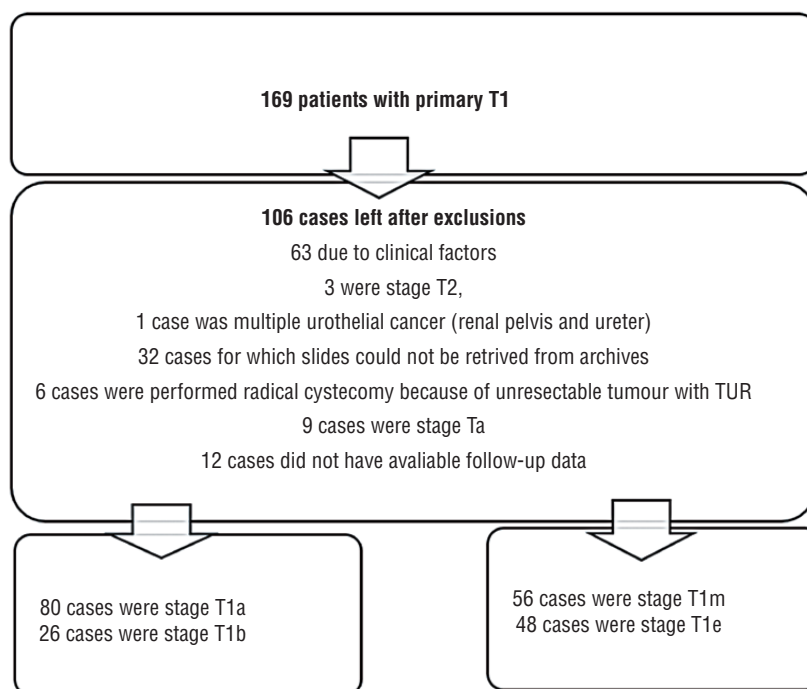 169 patients with primary T1
106 cases left after exclusions
63 due to clinical factors
3 were stage T2,
1 case was multiple urothelial cancer (renal pelvis and ureter)
32 cases for which slides could not be retrived from archives
6 cases were performed radical cystecomy because of unresectable tumour with TUR
9 cases were stage Ta
12 cases did not have avaliable follow-up data
80 cases were stage T1a
26 cases were stage T1b
56 cases were stage T1m
48 cases were stage T1e